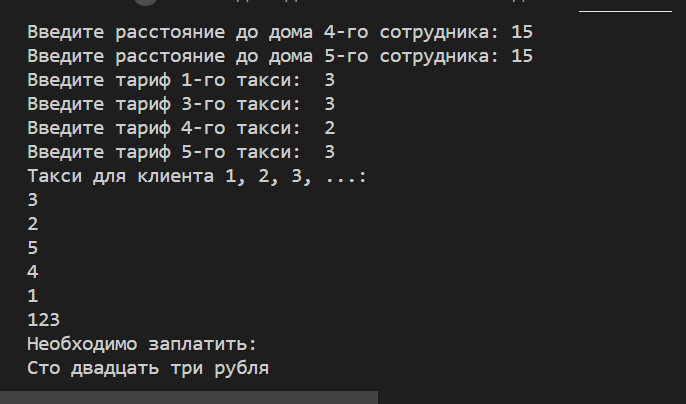 Введите расстояние до дома 4-го сотрудника: 15
Введите расстояние до дома 5-го сотрудника: 15
Введите тариф 1-го такси:  3
Введите тариф 3-го такси:  3
Введите тариф 4-го такси:  2
Введите тариф 5-го такси:  3
Такси для клиента 1, 2, 3, ...:
3
2
5
4
1
123
Необходимо заплатить:
Сто двадцать три рубля